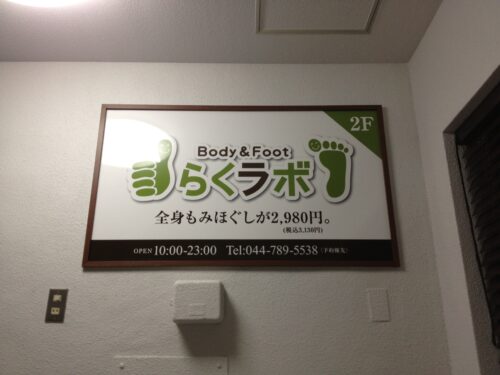 2F
Body & Foot
らくラボ
全身もみほぐしが2,980円。
(税込3,130円)
OPEN 10:00-23:00 Tel:044-789-5538